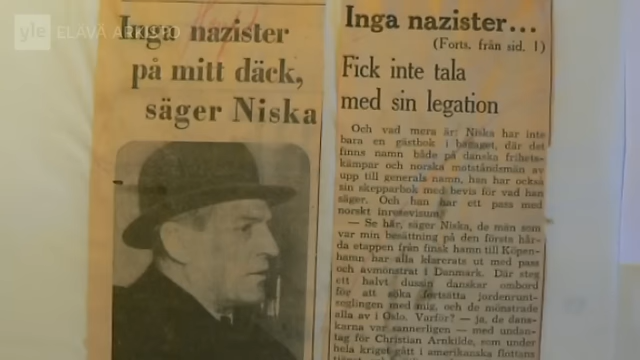 yle ELÄVÄ ARKISTO
Inga nazister
på mitt däck,
säger Niska
Inga nazister...
(Forts. från sid. 1)
Fick inte tala
med sin legation
Och vad mera är: Niska har inte
bara en gästbok i bagaget, där det
finns namn både på danska frihets-
kämpar och norska motståndsmän av
upp till generals namn, han har också
sin skepparbok med bevis för vad han
säger. Och han har ett pass med
norskt inresevisum.
— Se här, säger Niska, de män som
var min besättning på den första hår-
da etappen från finsk hamn till Köpen-
hamn har alla klarerats ut med pass
och avmönstrat i Danmark. Där steg
ett halvt dussin danskar ombord
för att söka fortsätta jordenrunt-
seglingen med mig, och de mönstrade
alla av i Oslo. Varför? — ja, de dans-
karna var sannerligen — med undan-
tag för Christian Arnkilde, som under
hela kriget gått i amerikanska flottans